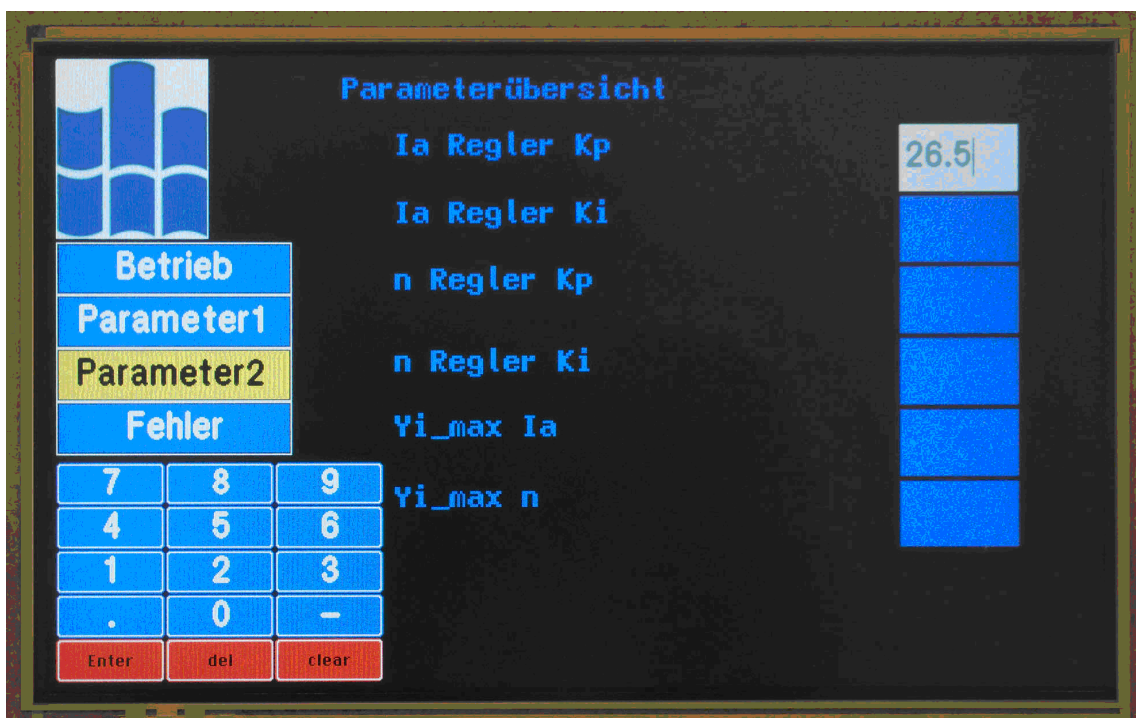 Parameterübersicht
Ia Regler Kp
26.5
Ia Regler Ki
n Regler Kp
n Regler Ki
Yi_max Ia
Yi_max n
Betrieb
Parameter1
Parameter2
Fehler
7 8 9
4 5 6
1 2 3
. 0 -
Enter del clear